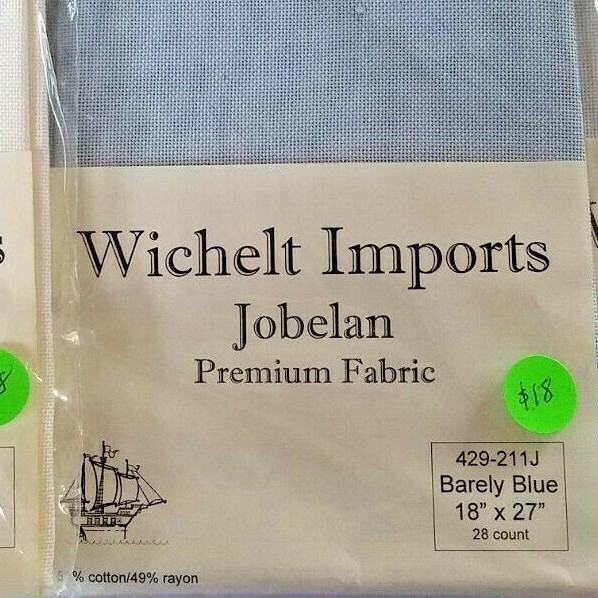 Wichelt Imports
Jobelan
Premium Fabric
$18
429-211J
Barely Blue
18" x 27"
28 count
% cotton/49% rayon